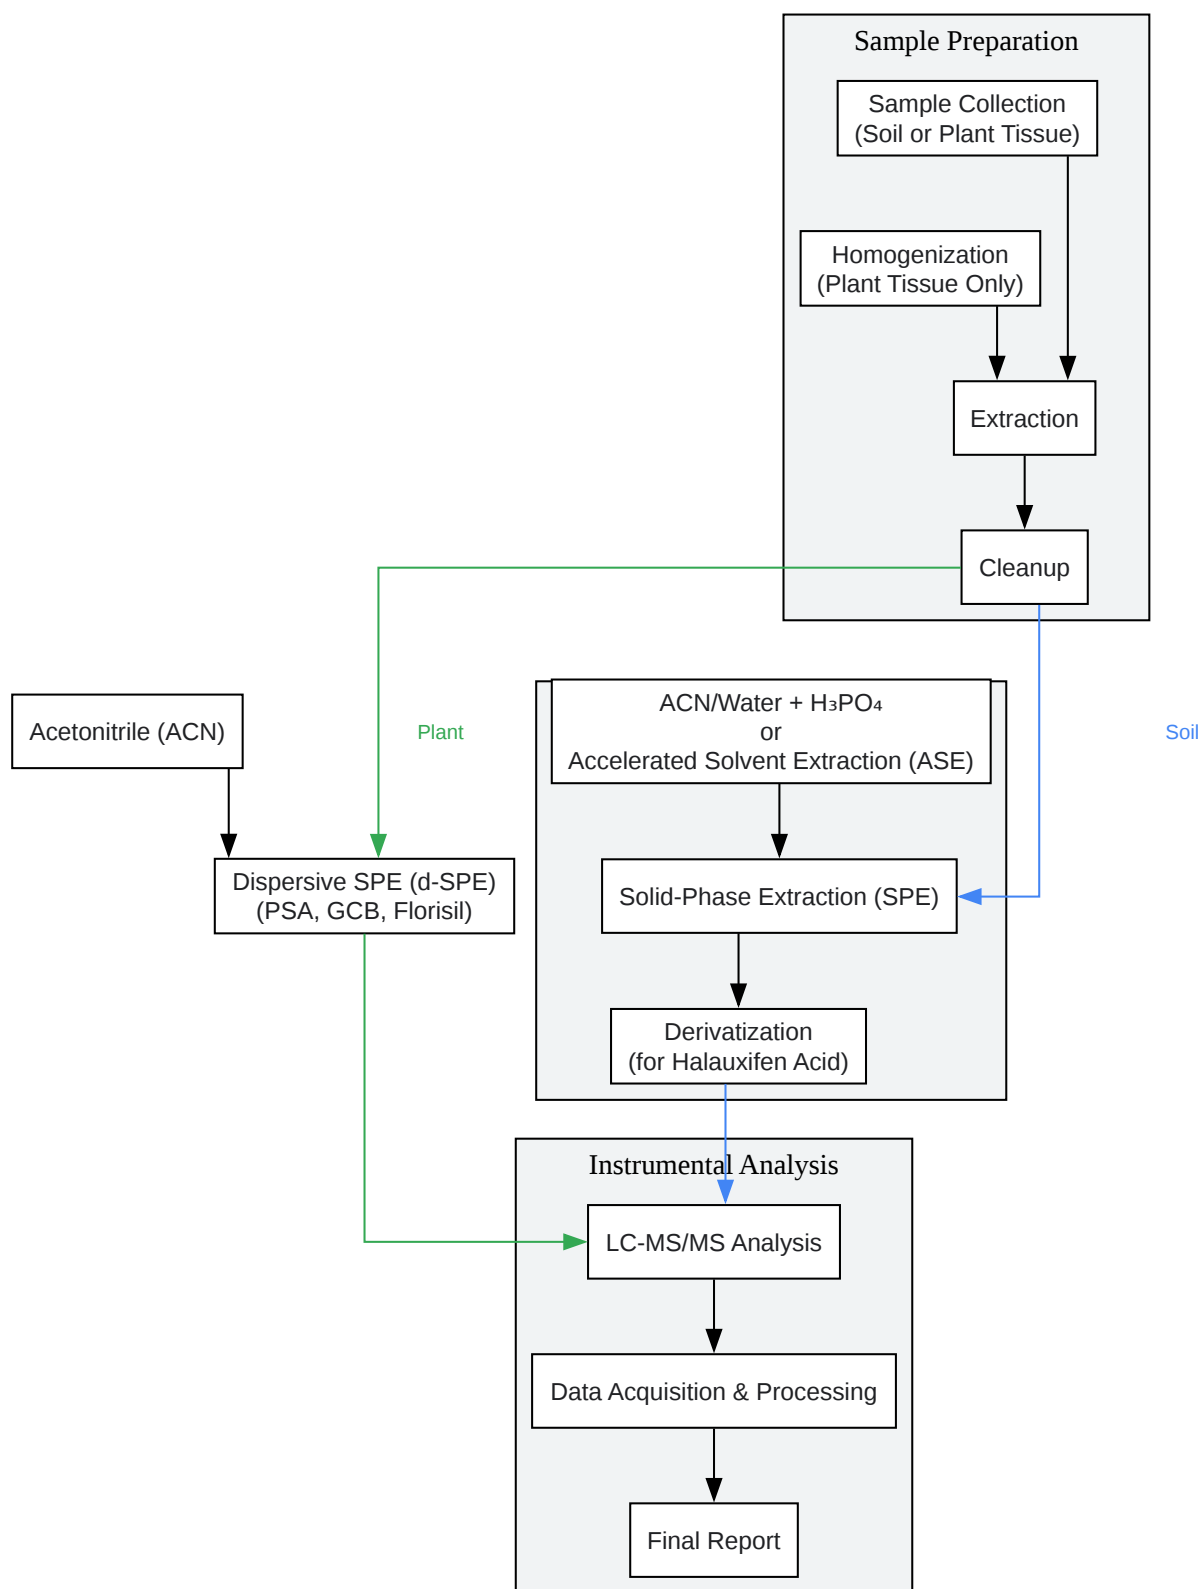 Sample Preparation
Sample Collection
(Soil or Plant Tissue)
Homogenization
(Plant Tissue Only)
Extraction
Cleanup
Acetonitrile (ACN)
Plant
ACN/Water + H₃PO₄
or
Accelerated Solvent Extraction (ASE)
Soil
Dispersive SPE (d-SPE)
(PSA, GCB, Florisil)
Solid-Phase Extraction (SPE)
Derivatization
(for Halauxifen Acid)
Instrumental Analysis
LC-MS/MS Analysis
Data Acquisition & Processing
Final Report